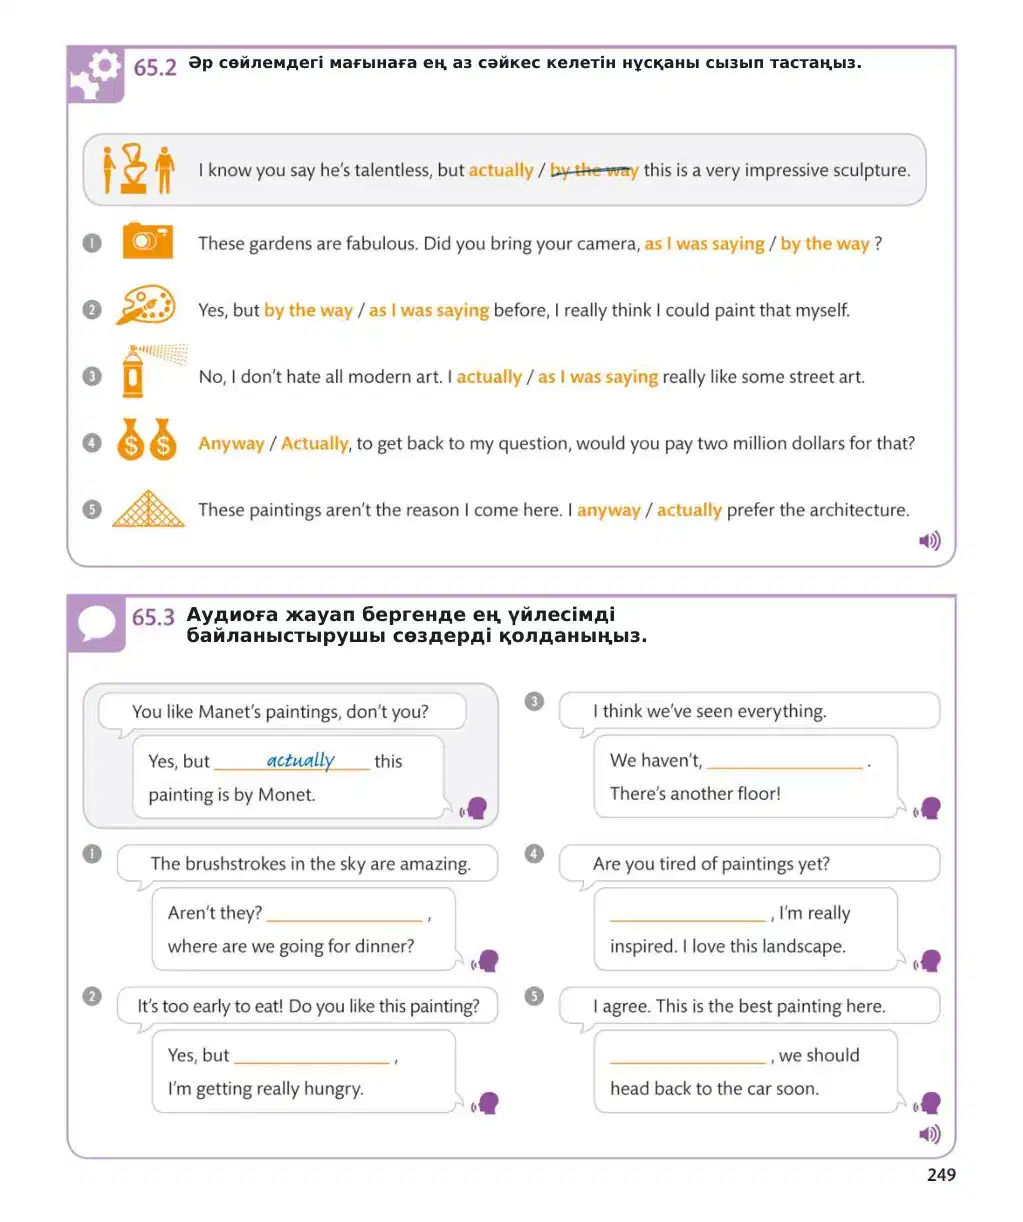 65.2 Әр сөйлемдегі мағынаға ең аз сәйкес келетін нұсқаны сызып тастаңыз.
I know you say he's talentless, but actually / by the way this is a very impressive sculpture.
1 These gardens are fabulous. Did you bring your camera, as I was saying / by the way ?
2 Yes, but by the way / as I was saying before, I really think I could paint that myself.
3 No, I don't hate all modern art. I actually / as I was saying really like some street art.
4 $ $ Anyway / Actually, to get back to my question, would you pay two million dollars for that?
5 These paintings aren't the reason I come here. I anyway / actually prefer the architecture.
65.3 Аудиоға жауап бергенде ең үйлесімді
байланыстырушы сөздерді қолданыңыз.
You like Manet's paintings, don't you?
Yes, but actually this
painting is by Monet.
1 The brushstrokes in the sky are amazing.
Aren't they? ,
where are we going for dinner?
2 It's too early to eat! Do you like this painting?
Yes, but ,
I'm getting really hungry.
3 I think we've seen everything.
We haven't, .
There's another floor!
4 Are you tired of paintings yet?
, I'm really
inspired. I love this landscape.
5 I agree. This is the best painting here.
, we should
head back to the car soon.
249